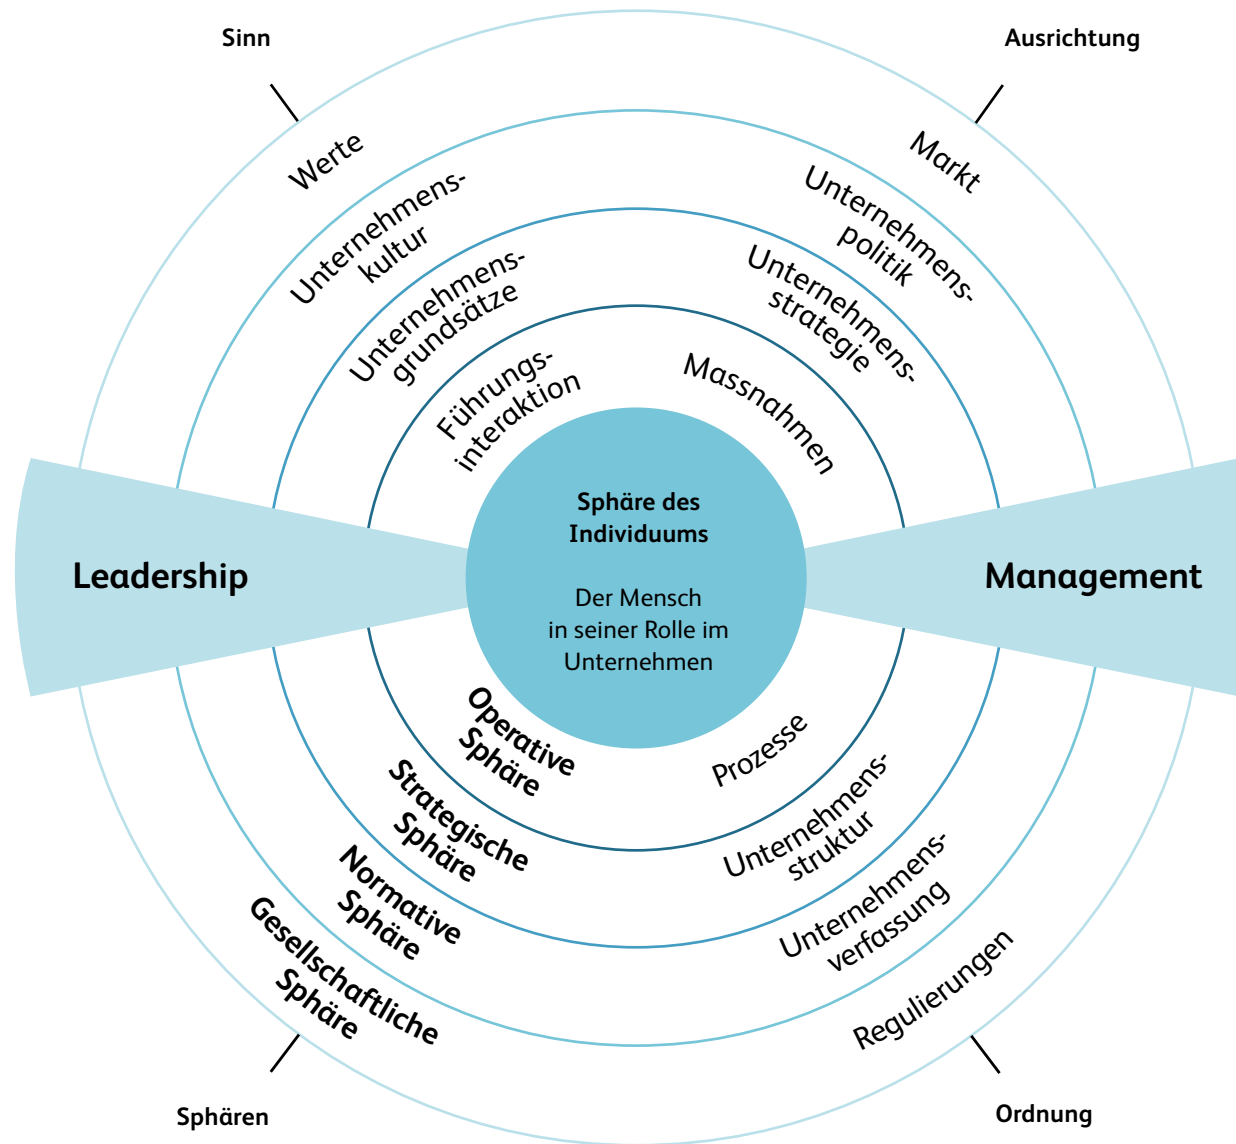 Sinn
Ausrichtung
Werte
Markt
Unternehmens-
kultur
Unternehmens-
politik
Unternehmens-
grundsätze
Unternehmens-
strategie
Führungs-
interaktion
Massnahmen
Sphäre des
Individuums
Der Mensch
in seiner Rolle im
Unternehmen
Leadership
Management
Operative
Sphäre
Prozesse
Strategische
Sphäre
Unternehmens-
struktur
Normative
Sphäre
Unternehmens-
verfassung
Gesellschaftliche
Sphäre
Regulierungen
Sphären
Ordnung